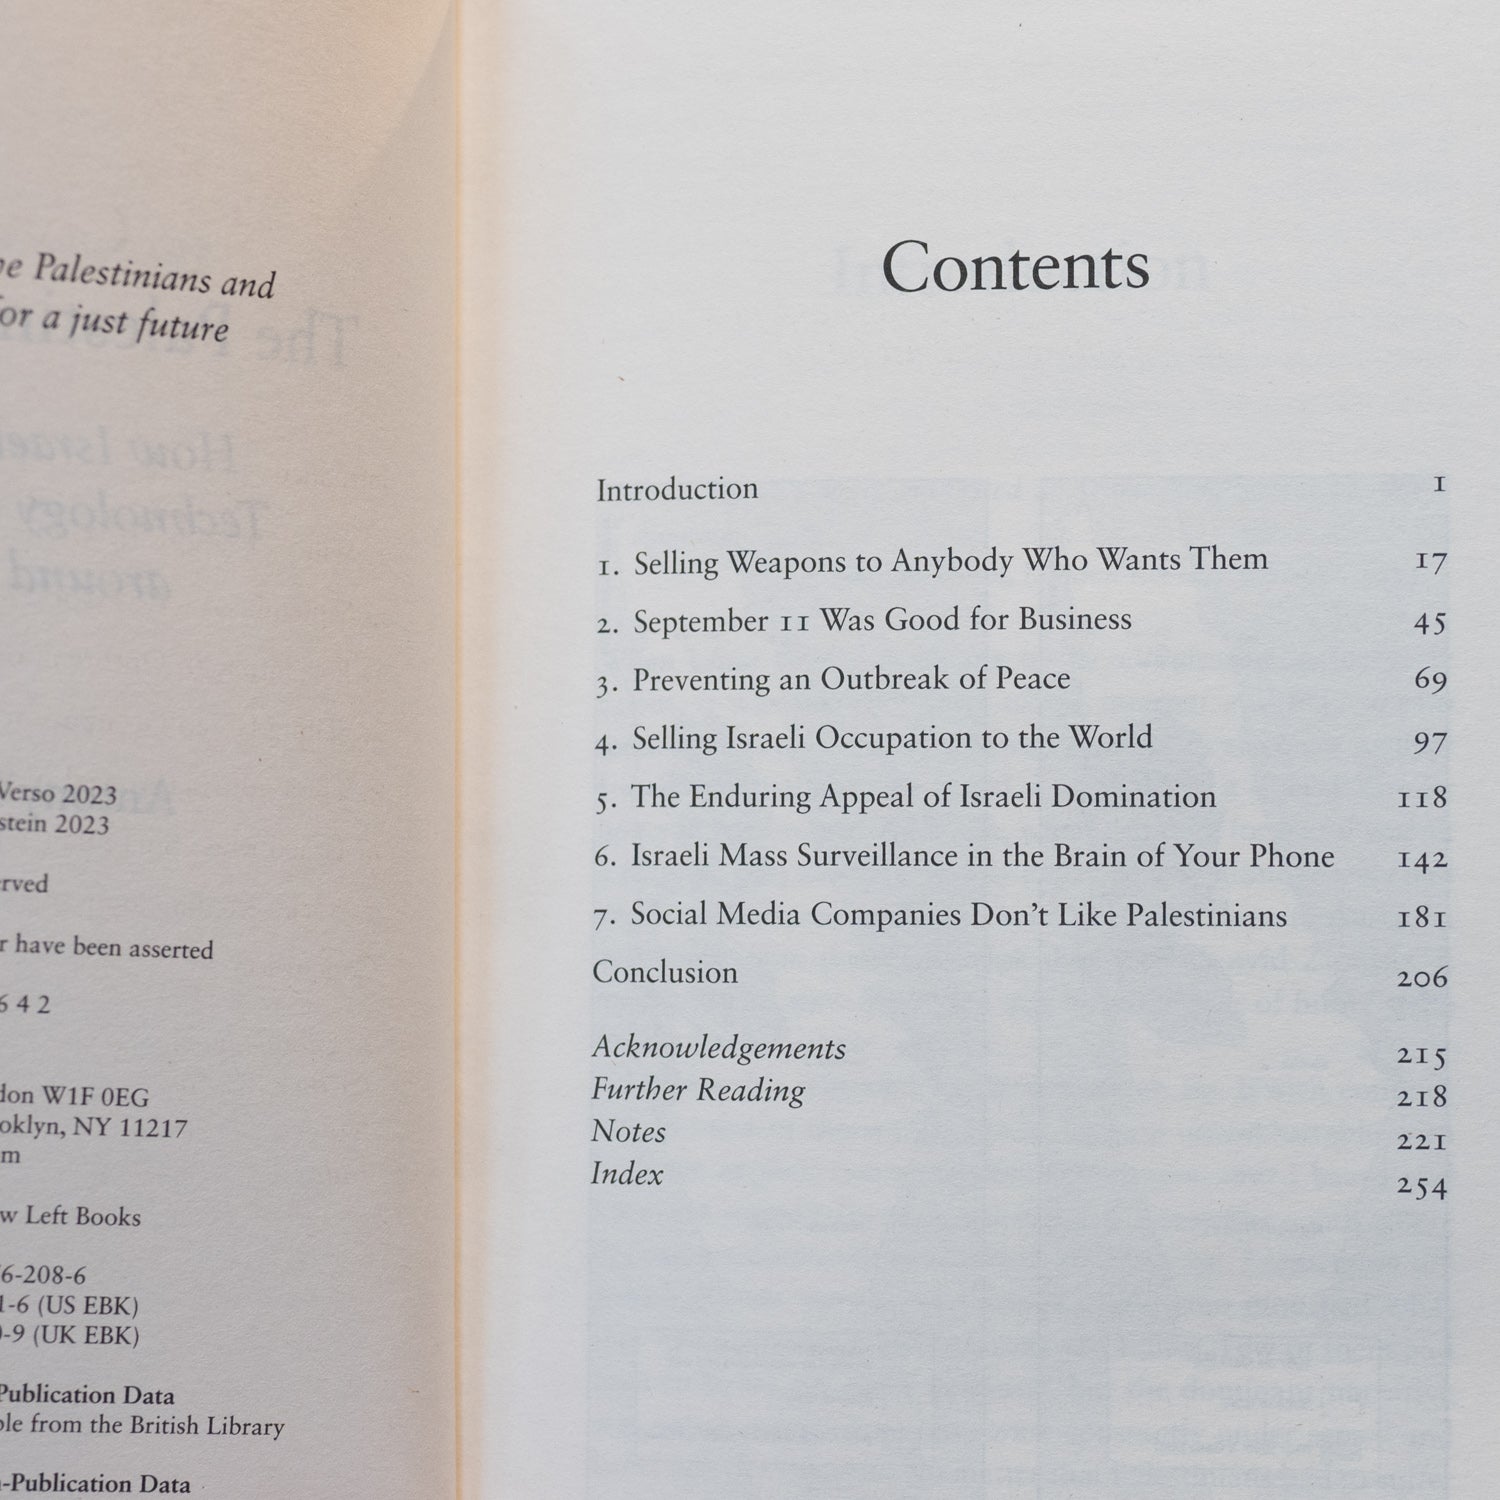 Palestinians and
or a just future
Verso 2023
stein 2023
rved
r have been asserted
6 4 2
don W1F 0EG
oklyn, NY 11217
m
w Left Books
6-208-6
1-6 (US EBK)
-9 (UK EBK)
Publication Data
ble from the British Library
-Publication Data
Contents
Introduction 1
1. Selling Weapons to Anybody Who Wants Them 17
2. September 11 Was Good for Business 45
3. Preventing an Outbreak of Peace 69
4. Selling Israeli Occupation to the World 97
5. The Enduring Appeal of Israeli Domination 118
6. Israeli Mass Surveillance in the Brain of Your Phone 142
7. Social Media Companies Don't Like Palestinians 181
Conclusion 206
Acknowledgements 215
Further Reading 218
Notes 221
Index 254